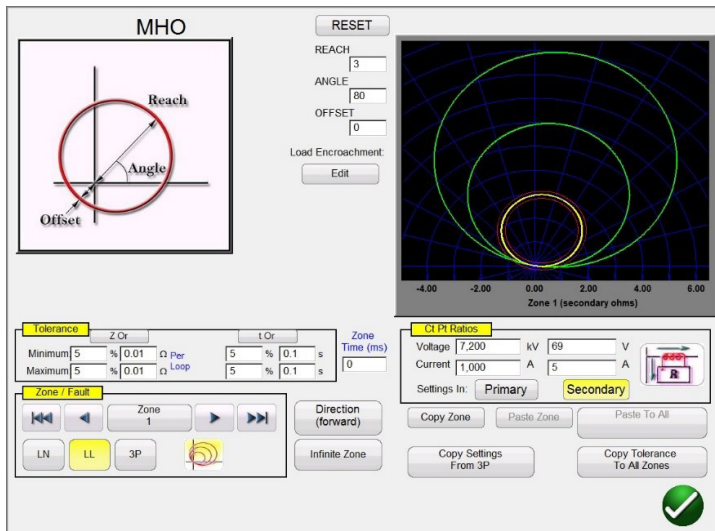 MHO
RESET
REACH
3
ANGLE
80
OFFSET
0
Load Encroachment:
Edit
Reach
Angle
Offset
-4.00 -2.00 0.00 2.00 4.00 6.00
Zone 1 (secondary ohms)
Tolerance
Z Or
t Or
Minimum 5 % 0.01 Ω Per 5 % 0.1 s
Maximum 5 % 0.01 Ω Loop 5 % 0.1 s
Zone
Time (ms)
0
Ct Pt Ratios
Voltage 7,200 kV 69 V
Current 1,000 A 5 A
R
Settings In: Primary Secondary
Zone / Fault
Zone
1
LN LL 3P
Direction
(forward)
Infinite Zone
Copy Zone Paste Zone Paste To All
Copy Settings
From 3P
Copy Tolerance
To All Zones